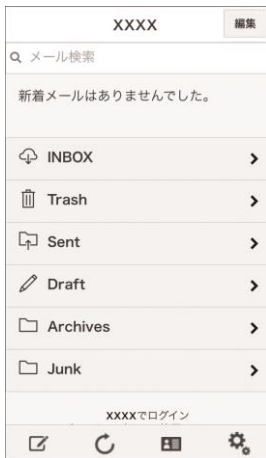 XXXX
編集
メール検索
新着メールはありませんでした。
INBOX
Trash
Sent
Draft
Archives
Junk
XXXXでログイン